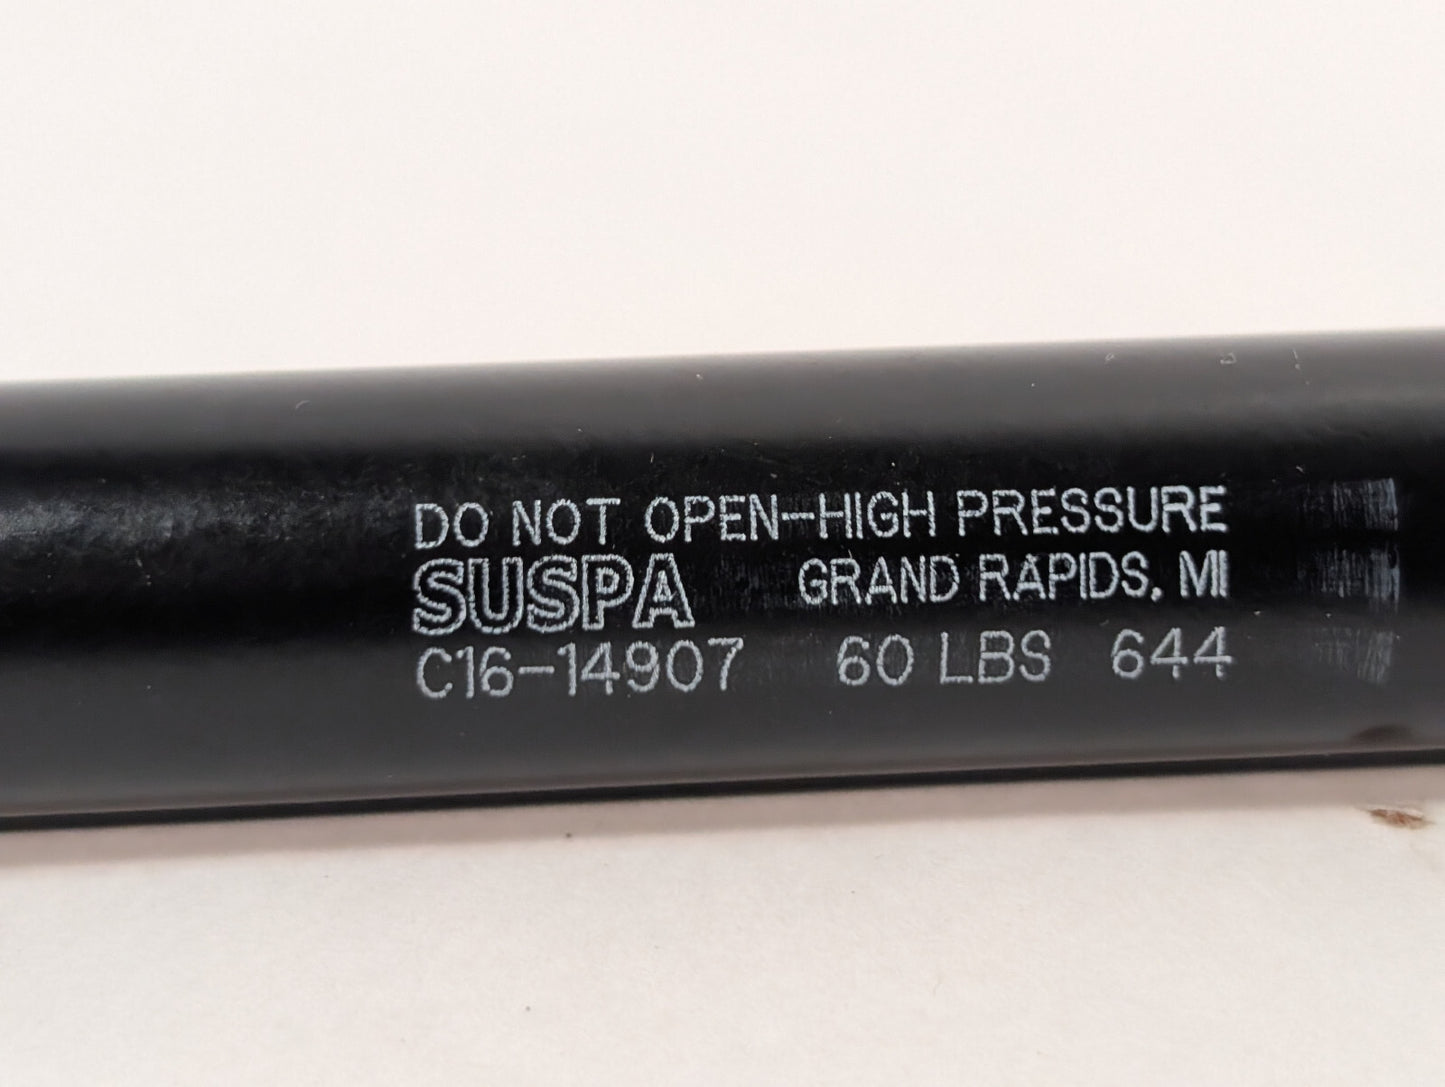 DO NOT OPEN-HIGH PRESSURE
SUSPA GRAND RAPIDS, MI
C16-14907 60 LBS 644